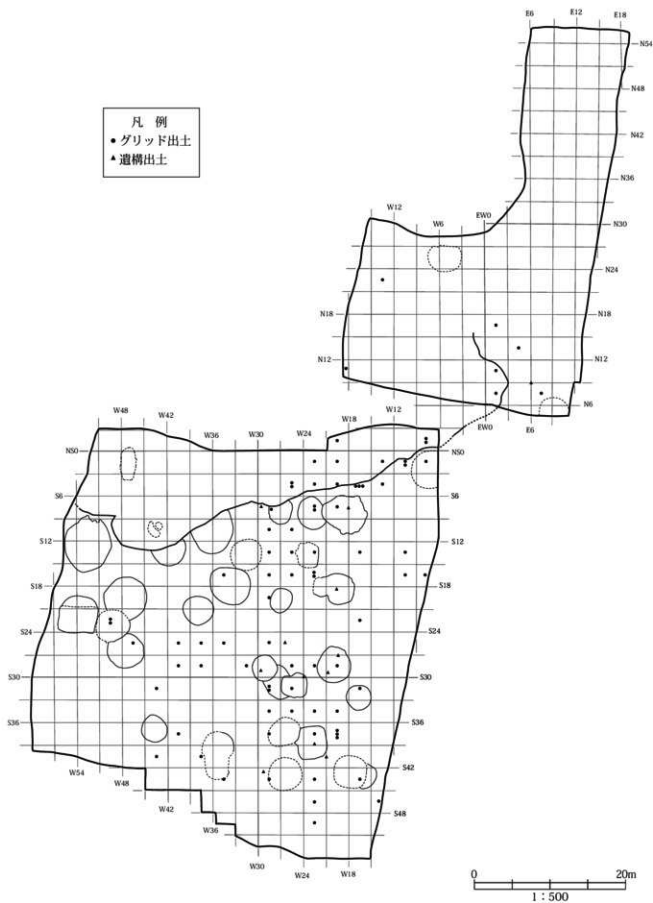 E6 E12 E18
N54
N48
N42
N36
N30
N24
N18
N12
N6
凡 例
● グリッド出土
▲ 遺構出土
W12 W6 EW0
N18
N12
EW0 E6
W48 W42 W36 W30 W24 W18 W12
N50
S6
S12
S18
S24
S30
S36
N50
S6
S12
S18
S24
S30
S36
S42
S48
W54 W48 W42 W36 W30 W24 W18
0 20m
1:500